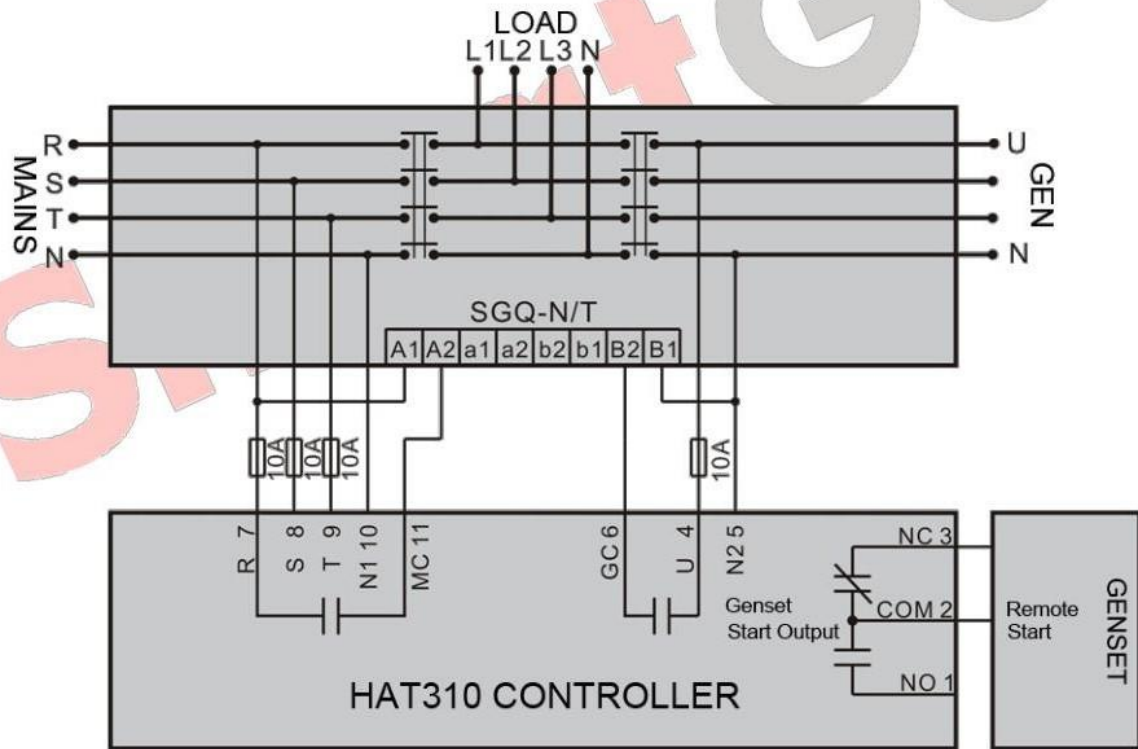 LOAD
L1 L2 L3 N
MAINS
R
S
T
N
U
GEN
N
SGQ-N/T
A1 A2 a1 a2 b2 b1 B2 B1
10A
10A
10A
10A
R 7
S 8
T 9
N1 10
MC 11
GC 6
U 4
N2 5
NC 3
COM 2
NO 1
Genset
Start Output
Remote
Start
GENSET
HAT310 CONTROLLER